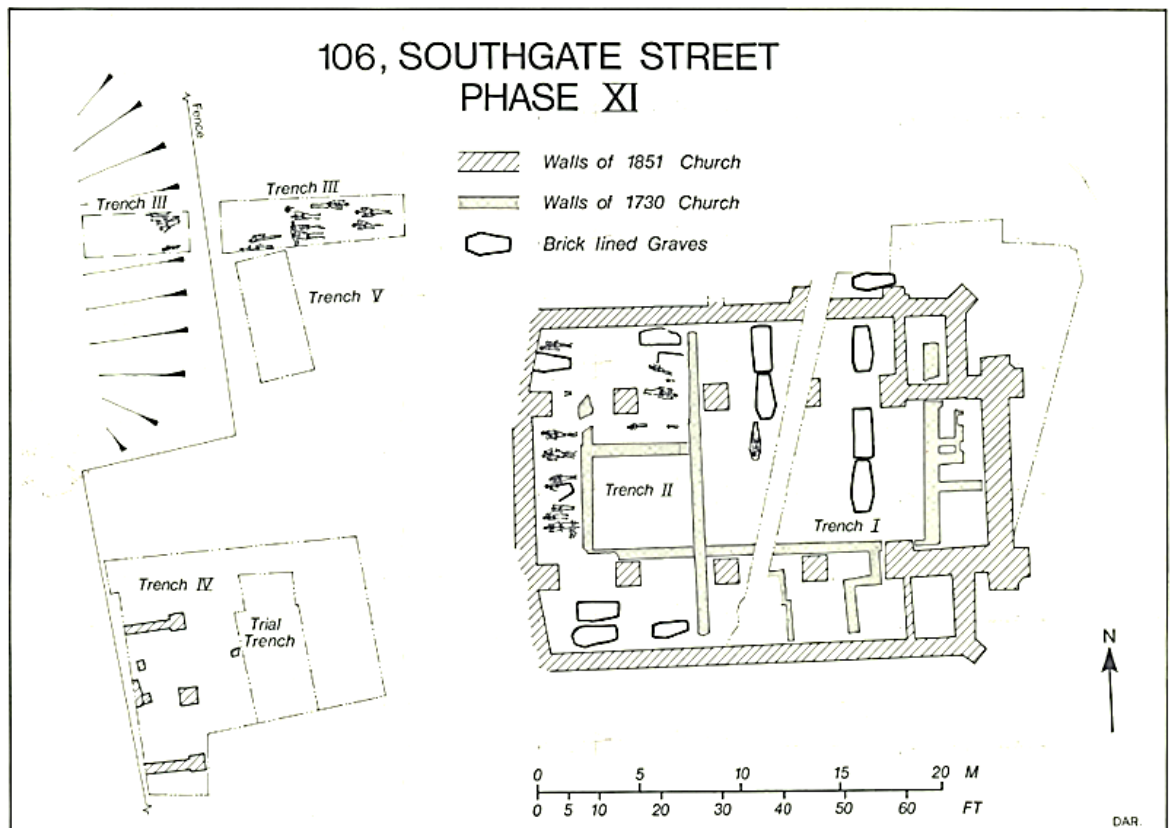 106, SOUTHGATE STREET
PHASE XI
Fence
Walls of 1851 Church
Trench III
Trench III
Walls of 1730 Church
Brick lined Graves
Trench V
Trench II
Trench I
Trench IV
Trial
Trench
N
0 5 10 15 20 M
0 5 10 20 30 40 50 60 FT
DAR.